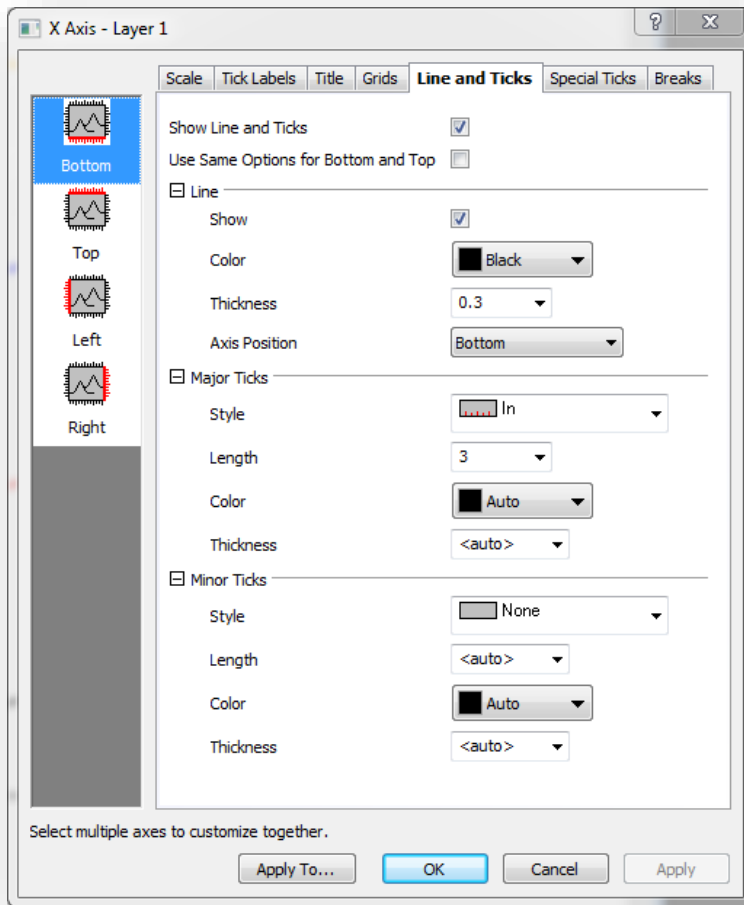 X Axis - Layer 1
?
Scale Tick Labels Title Grids Line and Ticks Special Ticks Breaks
Bottom
Top
Left
Right
Show Line and Ticks
Use Same Options for Bottom and Top
Line
Show
Color Black
Thickness 0.3
Axis Position Bottom
Major Ticks
Style In
Length 3
Color Auto
Thickness <auto>
Minor Ticks
Style None
Length <auto>
Color Auto
Thickness <auto>
Select multiple axes to customize together.
Apply To... OK Cancel Apply